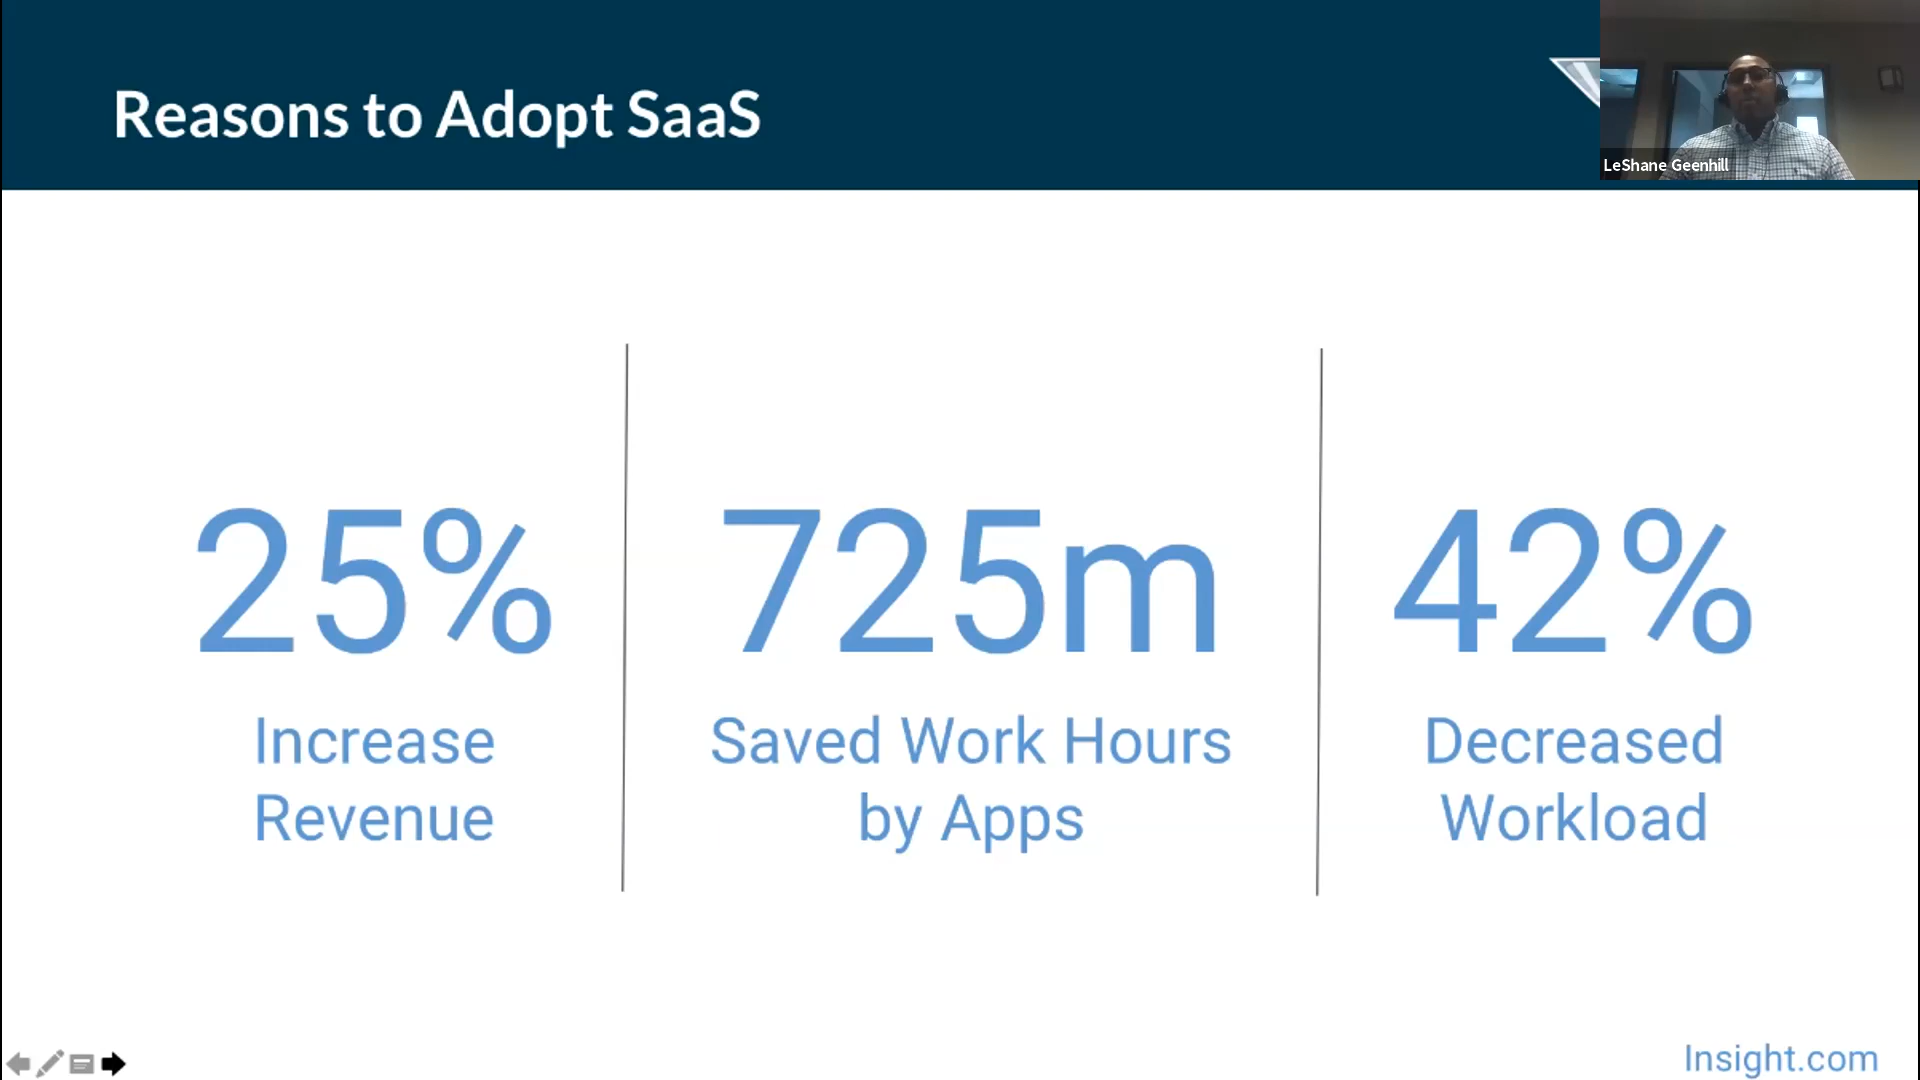 Reasons to Adopt SaaS
LeShane Geenhill
25%
Increase
Revenue
725m
Saved Work Hours
by Apps
42%
Decreased
Workload
Insight.com